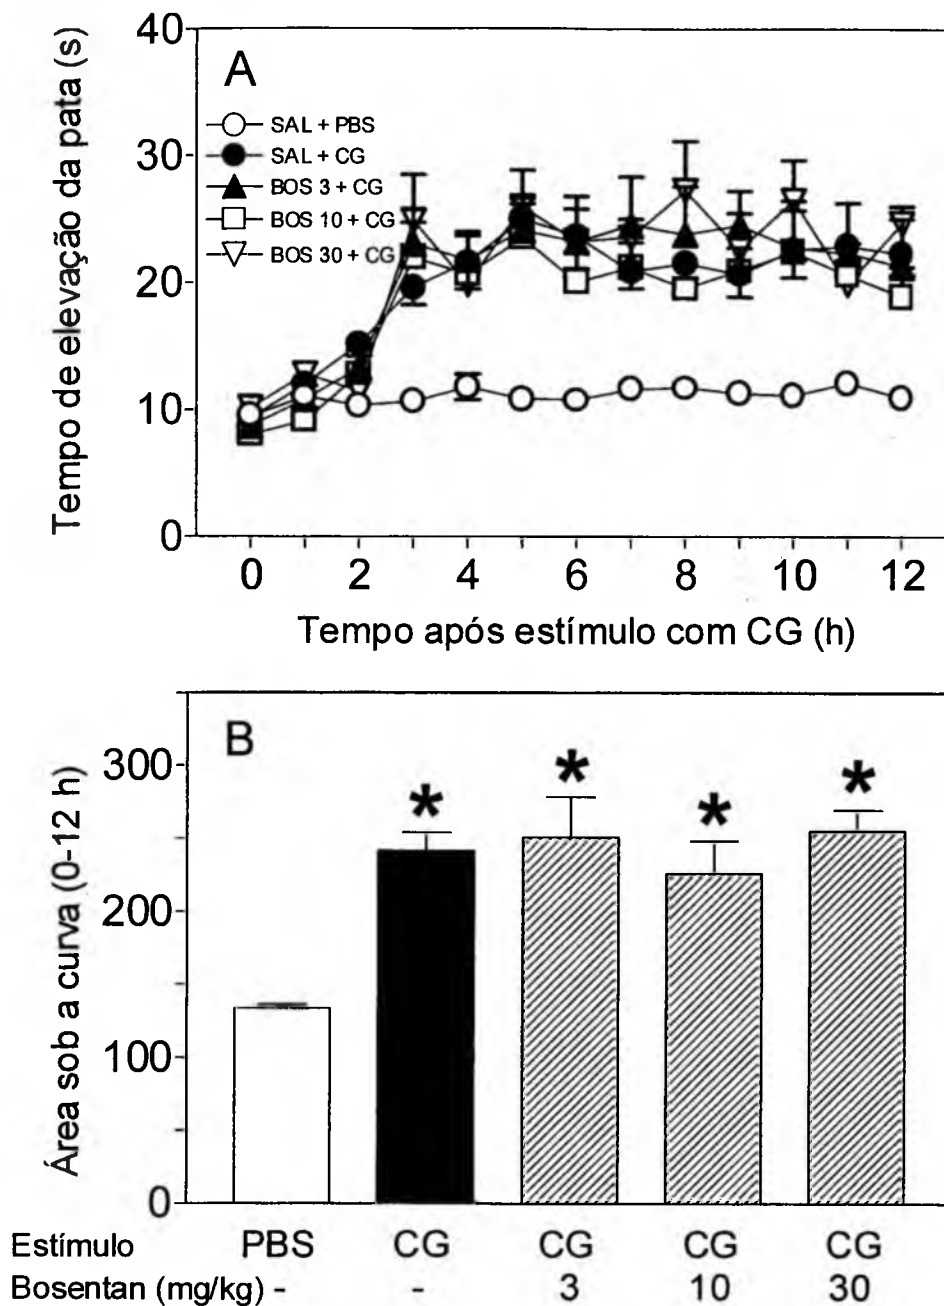 40
A
SAL + PBS
SAL + CG
BOS 3 + CG
BOS 10 + CG
BOS 30 + CG
30
20
10
0
Tempo de elevação da pata (s)
0 2 4 6 8 10 12
Tempo após estímulo com CG (h)
B
300
200
100
0
Área sob a curva (0-12 h)
* * * *
Estímulo PBS CG CG CG CG
Bosentan (mg/kg) - - 3 10 30